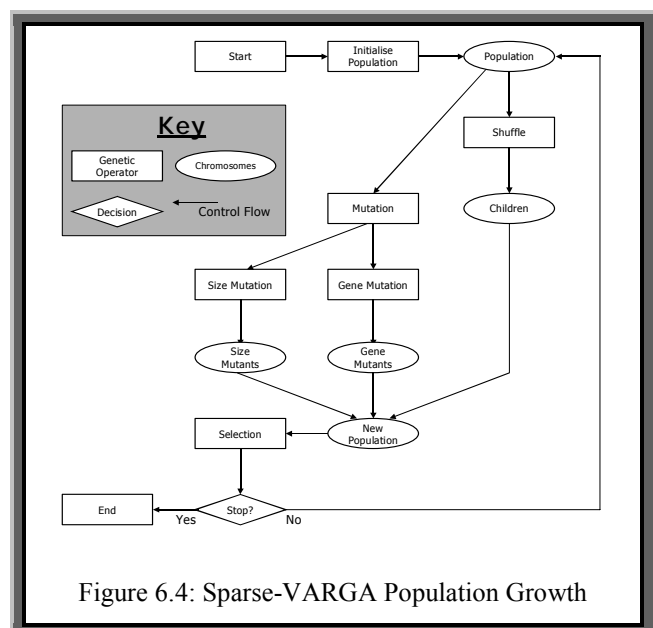 Start
Initialise
Population
Population
Key
Genetic
Operator
Chromosomes
Decision
Control Flow
Shuffle
Mutation
Children
Size Mutation
Gene Mutation
Size
Mutants
Gene
Mutants
Selection
New
Population
End
Yes
Stop?
No
Figure 6.4: Sparse-VARGA Population Growth